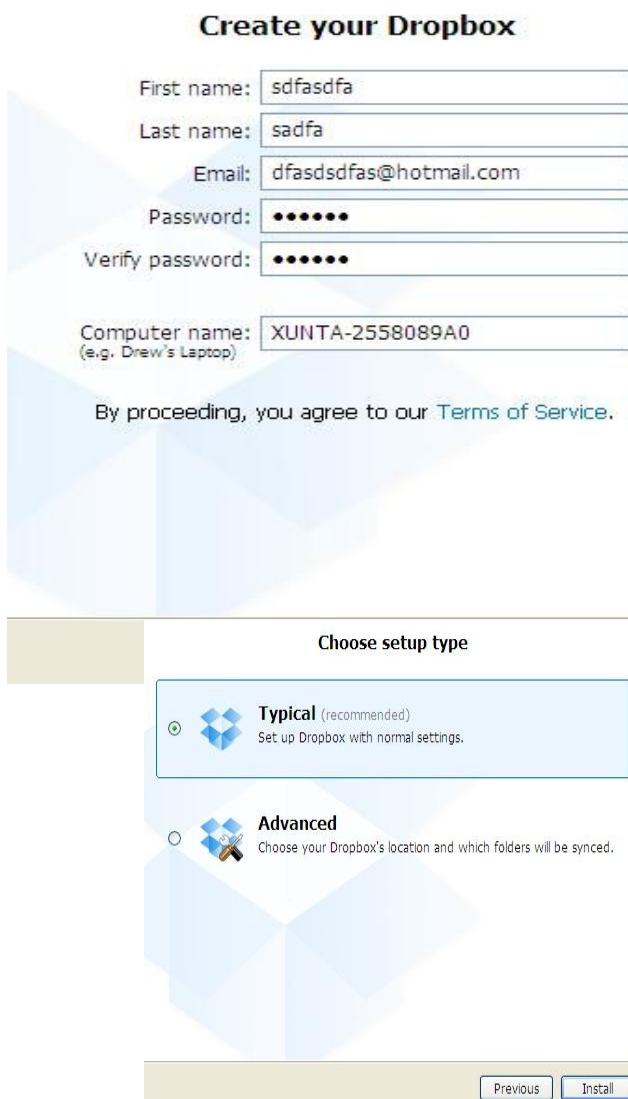 Create your Dropbox
First name: sdfasdfa
Last name: sadfa
Email: dfasdsdfas@hotmail.com
Password: ••••••
Verify password: ••••••
Computer name: XUNTA-2558089A0
(e.g. Drew's Laptop)
By proceeding, you agree to our Terms of Service.
Choose setup type
Typical (recommended)
Set up Dropbox with normal settings.
Advanced
Choose your Dropbox's location and which folders will be synced.
Previous Install